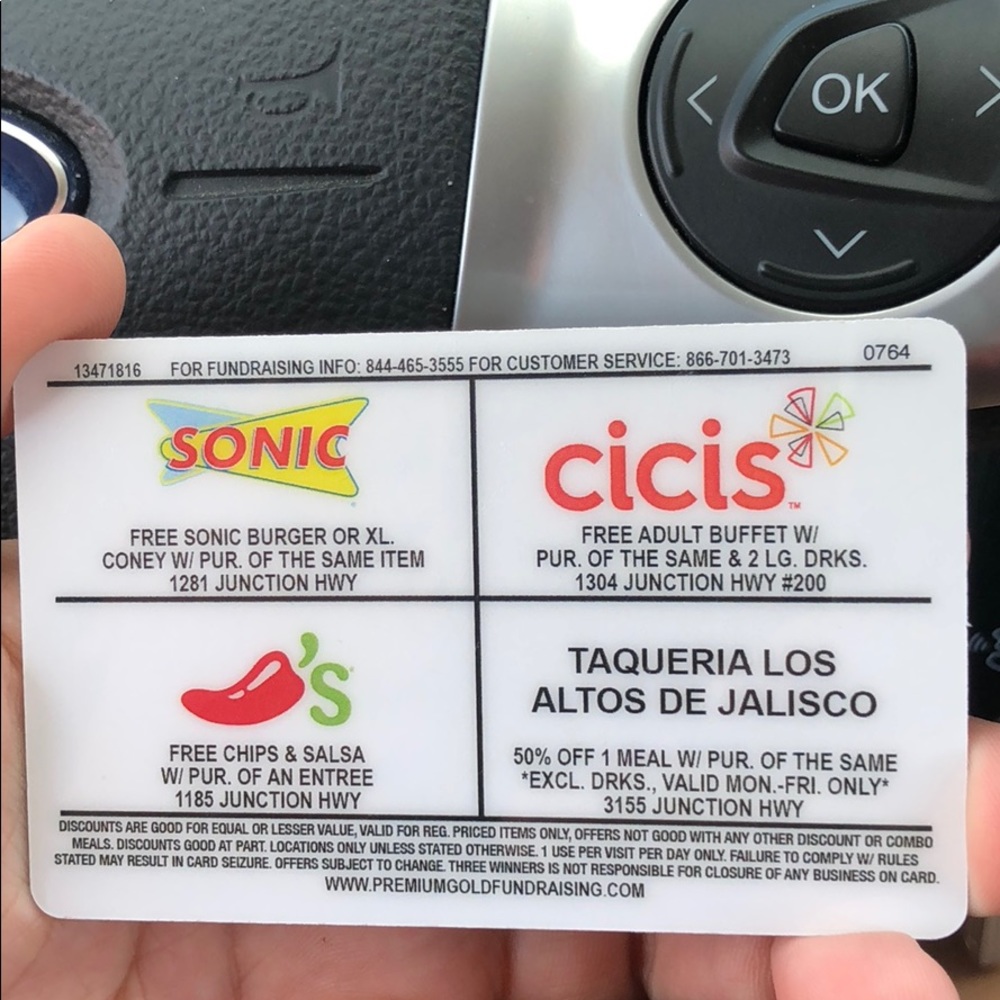 OK
13471816 FOR FUNDRAISING INFO: 844-465-3555 FOR CUSTOMER SERVICE: 866-701-3473 0764
SONIC
FREE SONIC BURGER OR XL.
CONEY W/ PUR. OF THE SAME ITEM
1281 JUNCTION HWY
cicis™
FREE ADULT BUFFET W/
PUR. OF THE SAME & 2 LG. DRKS.
1304 JUNCTION HWY #200
's
FREE CHIPS & SALSA
W/ PUR. OF AN ENTREE
1185 JUNCTION HWY
TAQUERIA LOS
ALTOS DE JALISCO
50% OFF 1 MEAL W/ PUR. OF THE SAME
*EXCL. DRKS., VALID MON.-FRI. ONLY*
3155 JUNCTION HWY
DISCOUNTS ARE GOOD FOR EQUAL OR LESSER VALUE, VALID FOR REG. PRICED ITEMS ONLY, OFFERS NOT GOOD WITH ANY OTHER DISCOUNT OR COMBO
MEALS. DISCOUNTS GOOD AT PART. LOCATIONS ONLY UNLESS STATED OTHERWISE. 1 USE PER VISIT PER DAY ONLY. FAILURE TO COMPLY W/ RULES
STATED MAY RESULT IN CARD SEIZURE. OFFERS SUBJECT TO CHANGE. THREE WINNERS IS NOT RESPONSIBLE FOR CLOSURE OF ANY BUSINESS ON CARD.
WWW.PREMIUMGOLDFUNDRAISING.COM